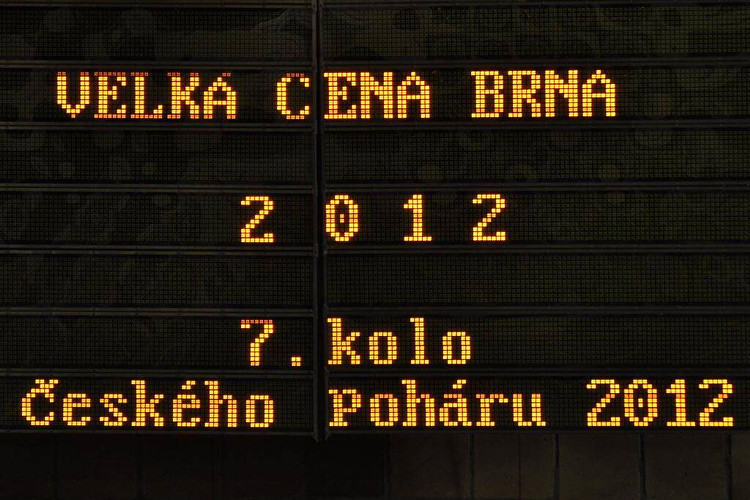 VELKÁ CENA BRNA
2 0 1 2
7. kolo
Českého poháru 2012